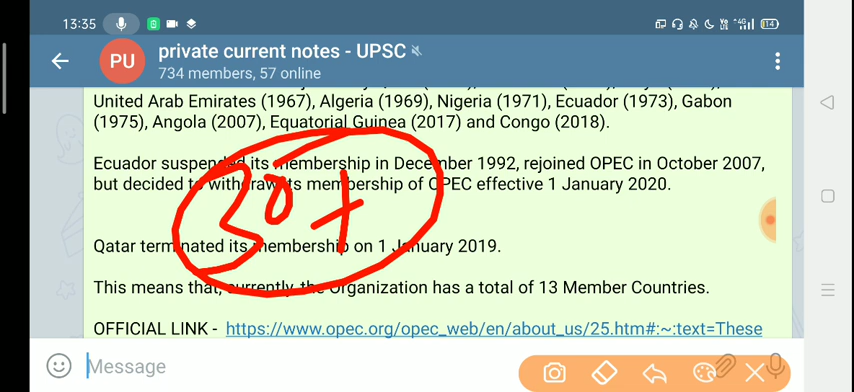 13:35
14
PU
private current notes - UPSC
734 members, 57 online
United Arab Emirates (1967), Algeria (1969), Nigeria (1971), Ecuador (1973), Gabon
(1975), Angola (2007), Equatorial Guinea (2017) and Congo (2018).
Ecuador suspended its membership in December 1992, rejoined OPEC in October 2007,
but decided to withdraw its membership of OPEC effective 1 January 2020.
30+
Qatar terminated its membership on 1 January 2019.
This means that, currently, the Organization has a total of 13 Member Countries.
OFFICIAL LINK - https://www.opec.org/opec_web/en/about_us/25.htm#:~:text=These
Message